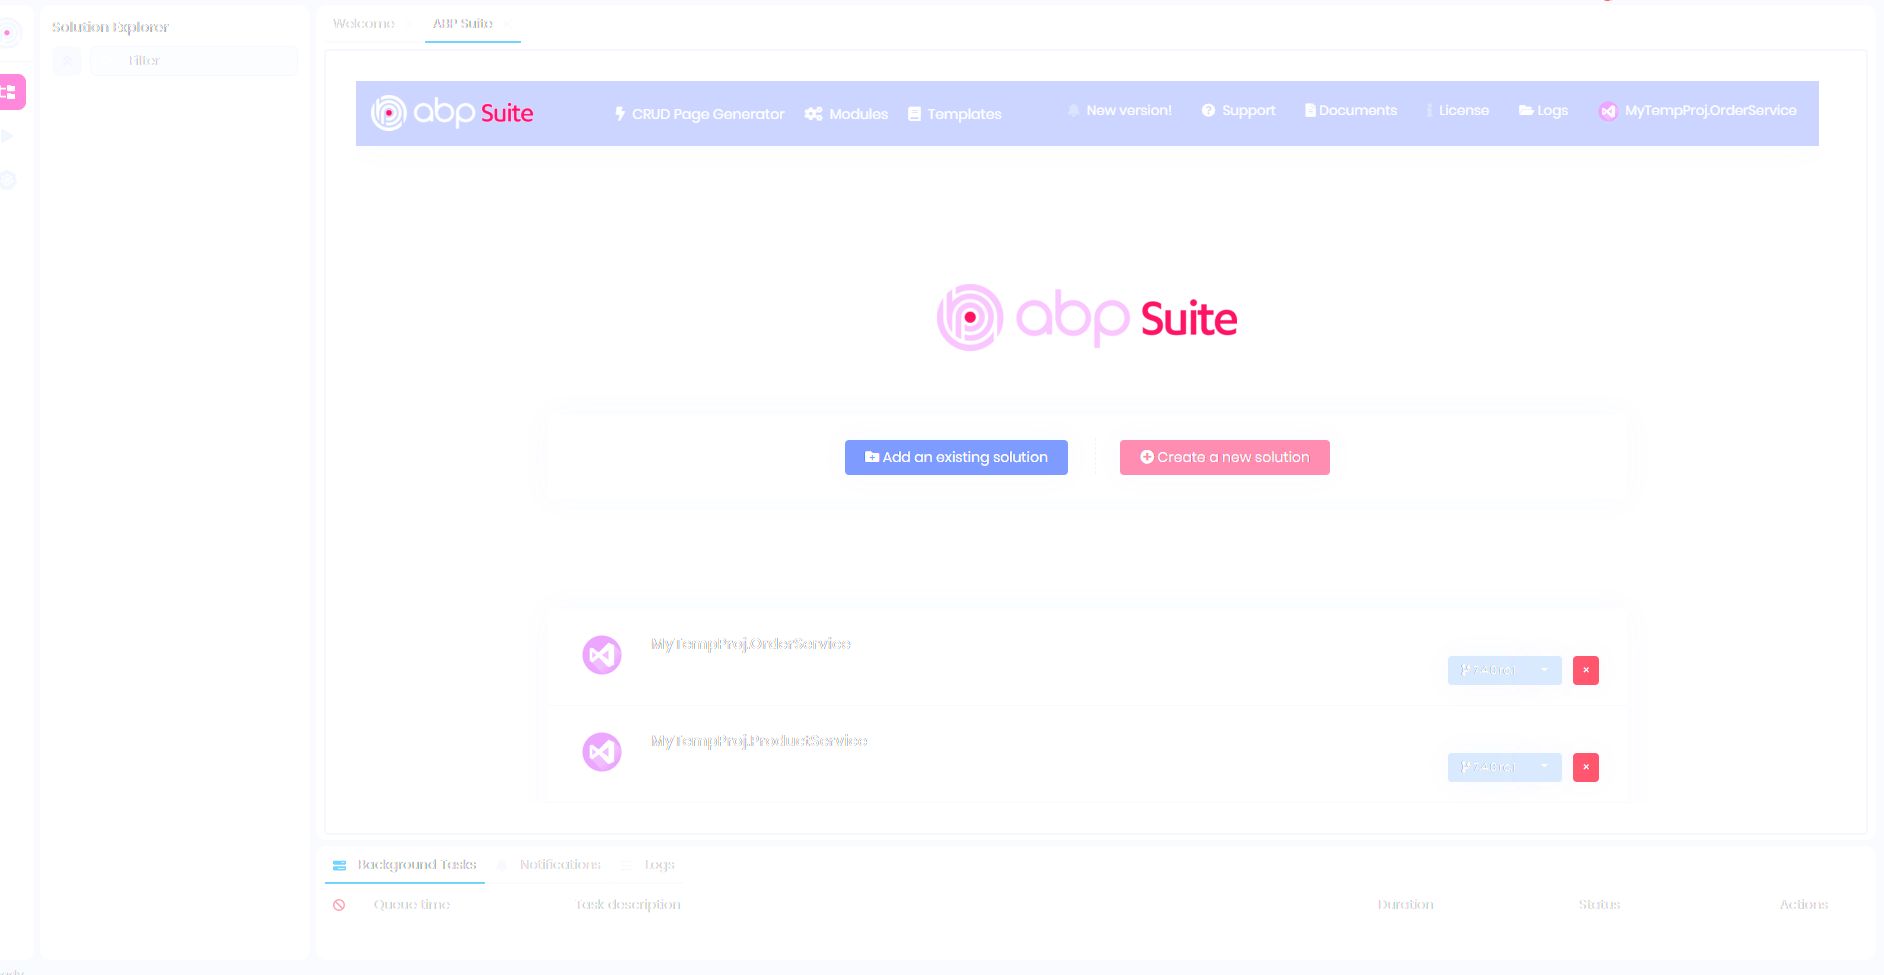 Solution Explorer
Filter
Welcome
ABP Suite
abp Suite
CRUD Page Generator
Modules
Templates
New version!
Support
Documents
License
Logs
MyTempProj.OrderService
abp Suite
Add an existing solution
Create a new solution
MyTempProj.OrderService
MyTempProj.ProductService
Background Tasks
Notifications
Logs
Queue time
Task description
Duration
Status
Actions